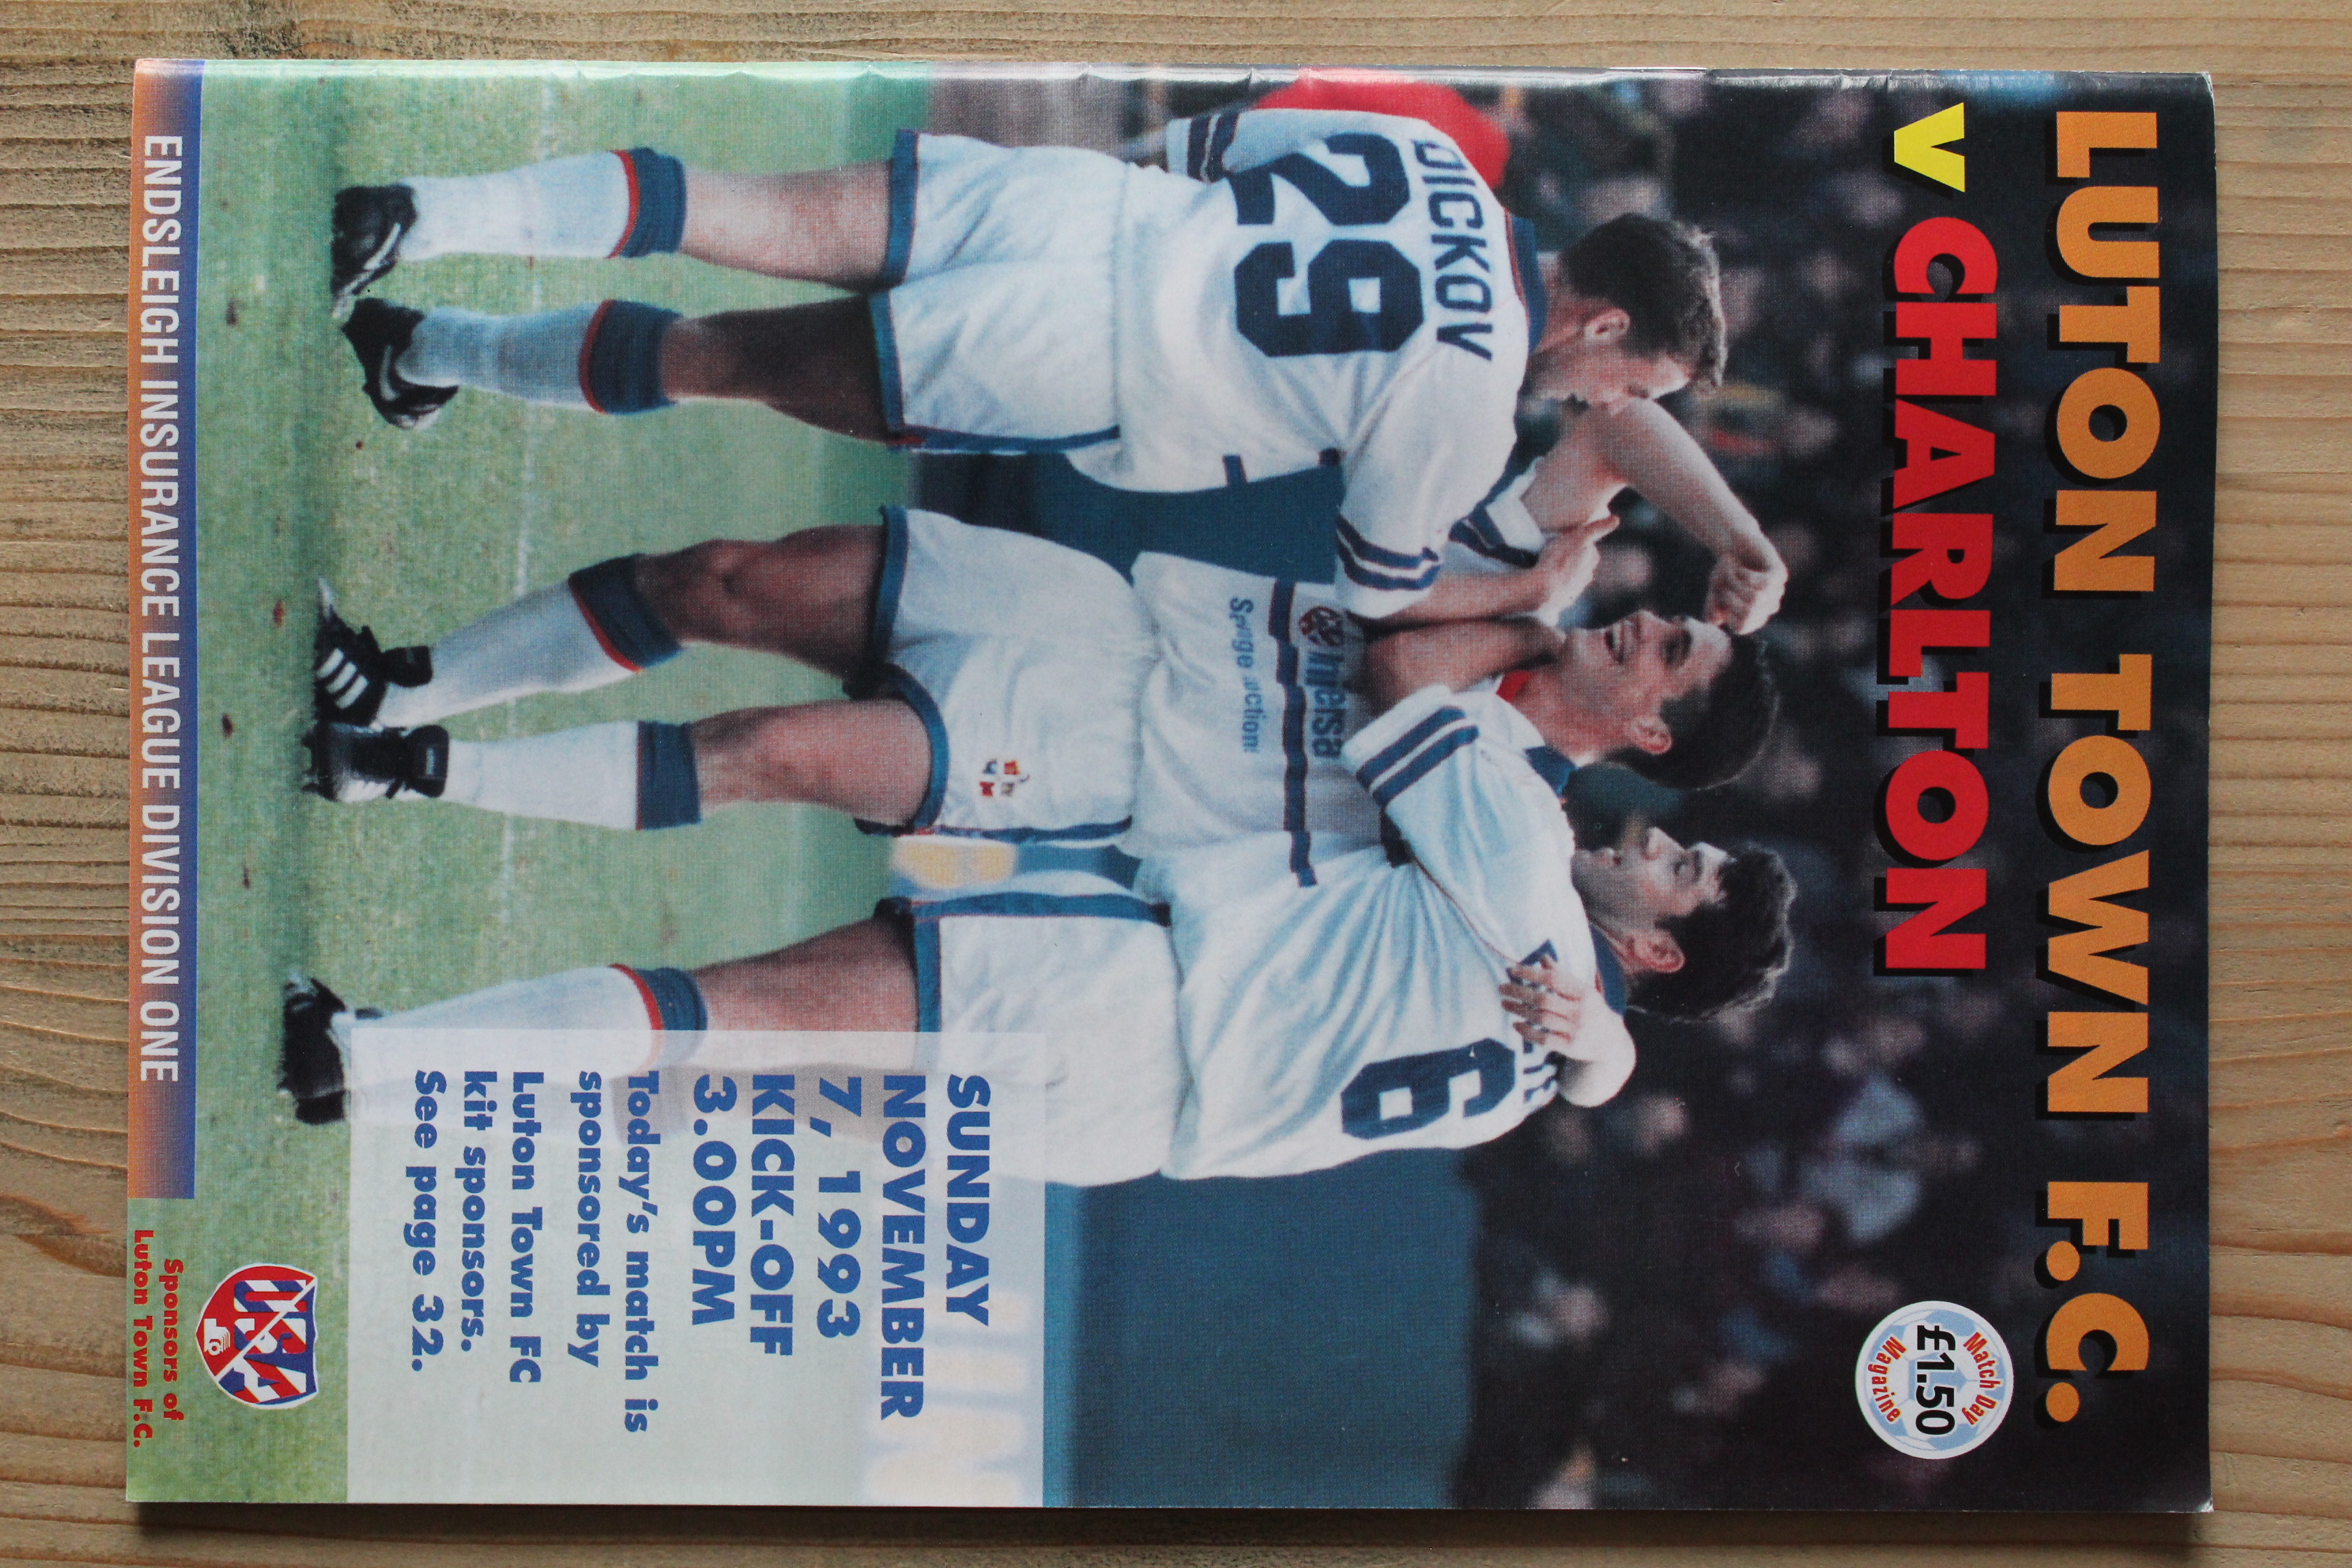 LUTON TOWN F.C.
V CHARLTON
Match Day
£1.50
Magazine
DICKOV
29
6
SUNDAY
NOVEMBER
7, 1993
KICK-OFF
3.00PM
Today's match is
sponsored by
Luton Town FC
kit sponsors.
See page 32.
ENDSLEIGH INSURANCE LEAGUE DIVISION ONE
Sponsors of
Luton Town F.C.